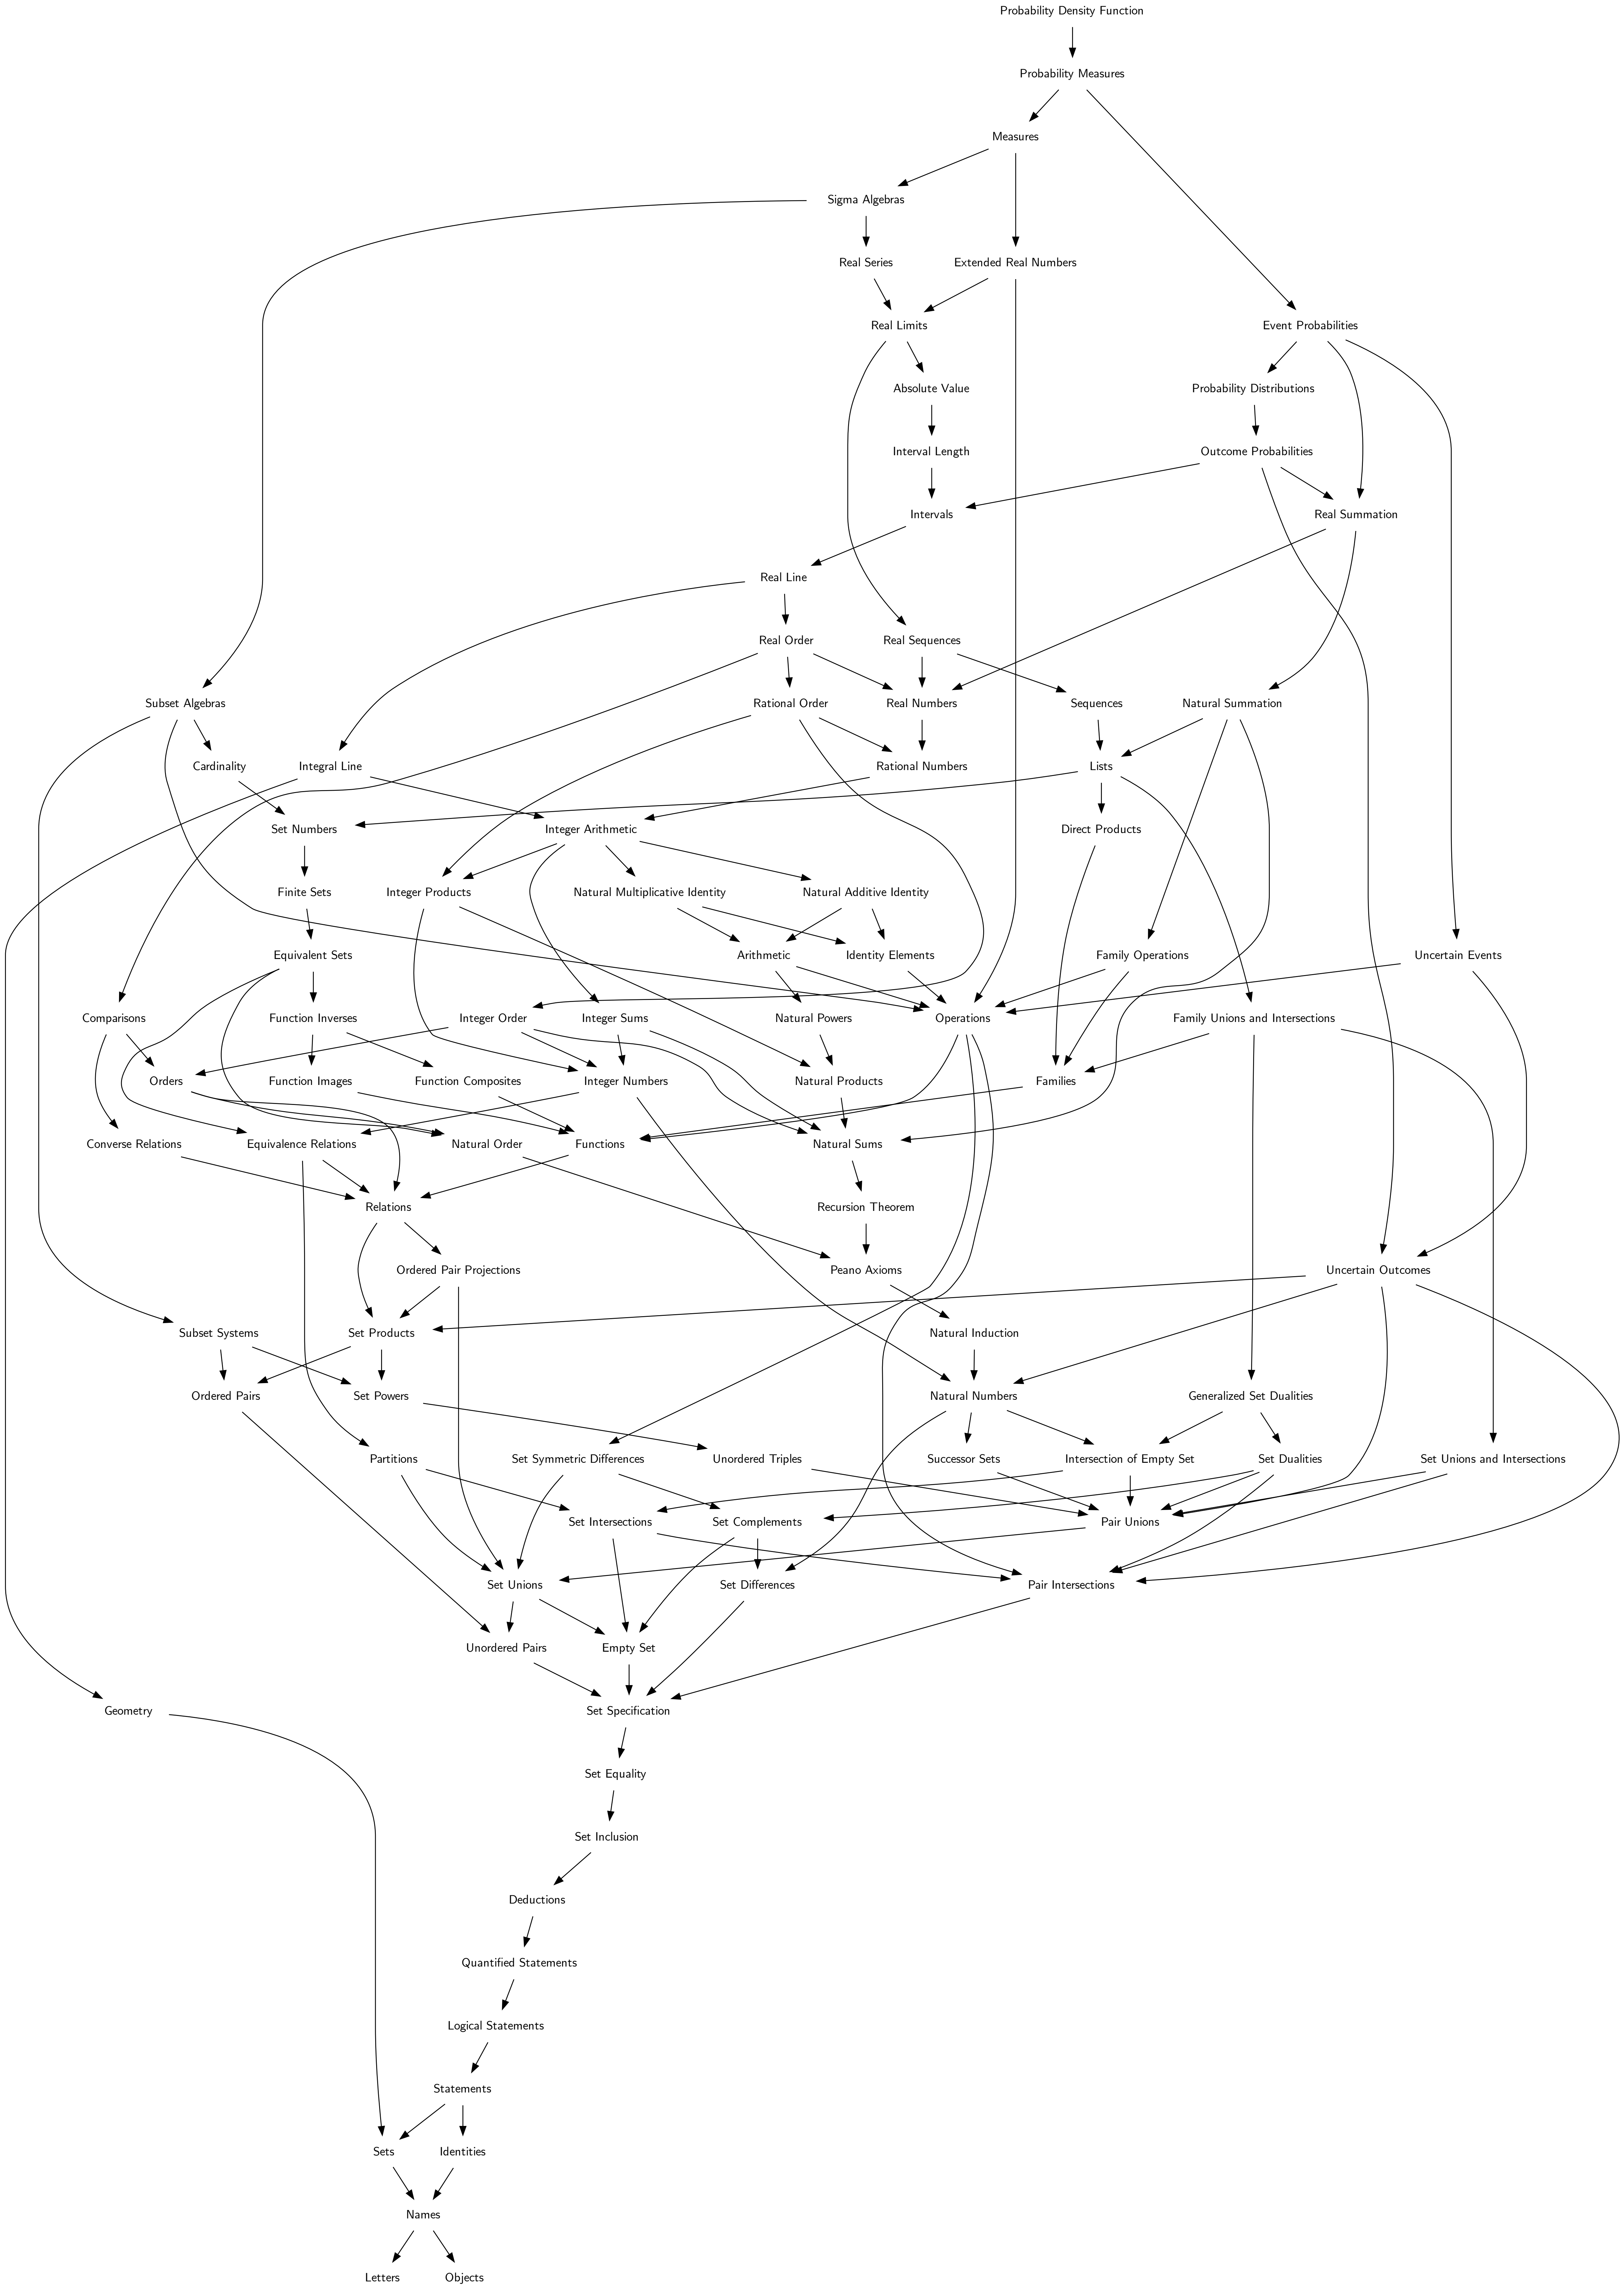 Probability Density Function
Probability Measures
Measures
Sigma Algebras
Real Series
Extended Real Numbers
Real Limits
Event Probabilities
Absolute Value
Probability Distributions
Interval Length
Outcome Probabilities
Intervals
Real Summation
Real Line
Real Order
Real Sequences
Subset Algebras
Rational Order
Real Numbers
Sequences
Natural Summation
Cardinality
Integral Line
Rational Numbers
Lists
Set Numbers
Integer Arithmetic
Direct Products
Finite Sets
Integer Products
Natural Multiplicative Identity
Natural Additive Identity
Equivalent Sets
Arithmetic
Identity Elements
Family Operations
Uncertain Events
Comparisons
Function Inverses
Integer Order
Integer Sums
Natural Powers
Operations
Family Unions and Intersections
Orders
Function Images
Function Composites
Integer Numbers
Natural Products
Families
Converse Relations
Equivalence Relations
Natural Order
Functions
Natural Sums
Relations
Recursion Theorem
Ordered Pair Projections
Peano Axioms
Uncertain Outcomes
Subset Systems
Set Products
Natural Induction
Ordered Pairs
Set Powers
Natural Numbers
Generalized Set Dualities
Partitions
Set Symmetric Differences
Unordered Triples
Successor Sets
Intersection of Empty Set
Set Dualities
Set Unions and Intersections
Set Intersections
Set Complements
Pair Unions
Set Unions
Set Differences
Pair Intersections
Unordered Pairs
Empty Set
Geometry
Set Specification
Set Equality
Set Inclusion
Deductions
Quantified Statements
Logical Statements
Statements
Sets
Identities
Names
Letters
Objects